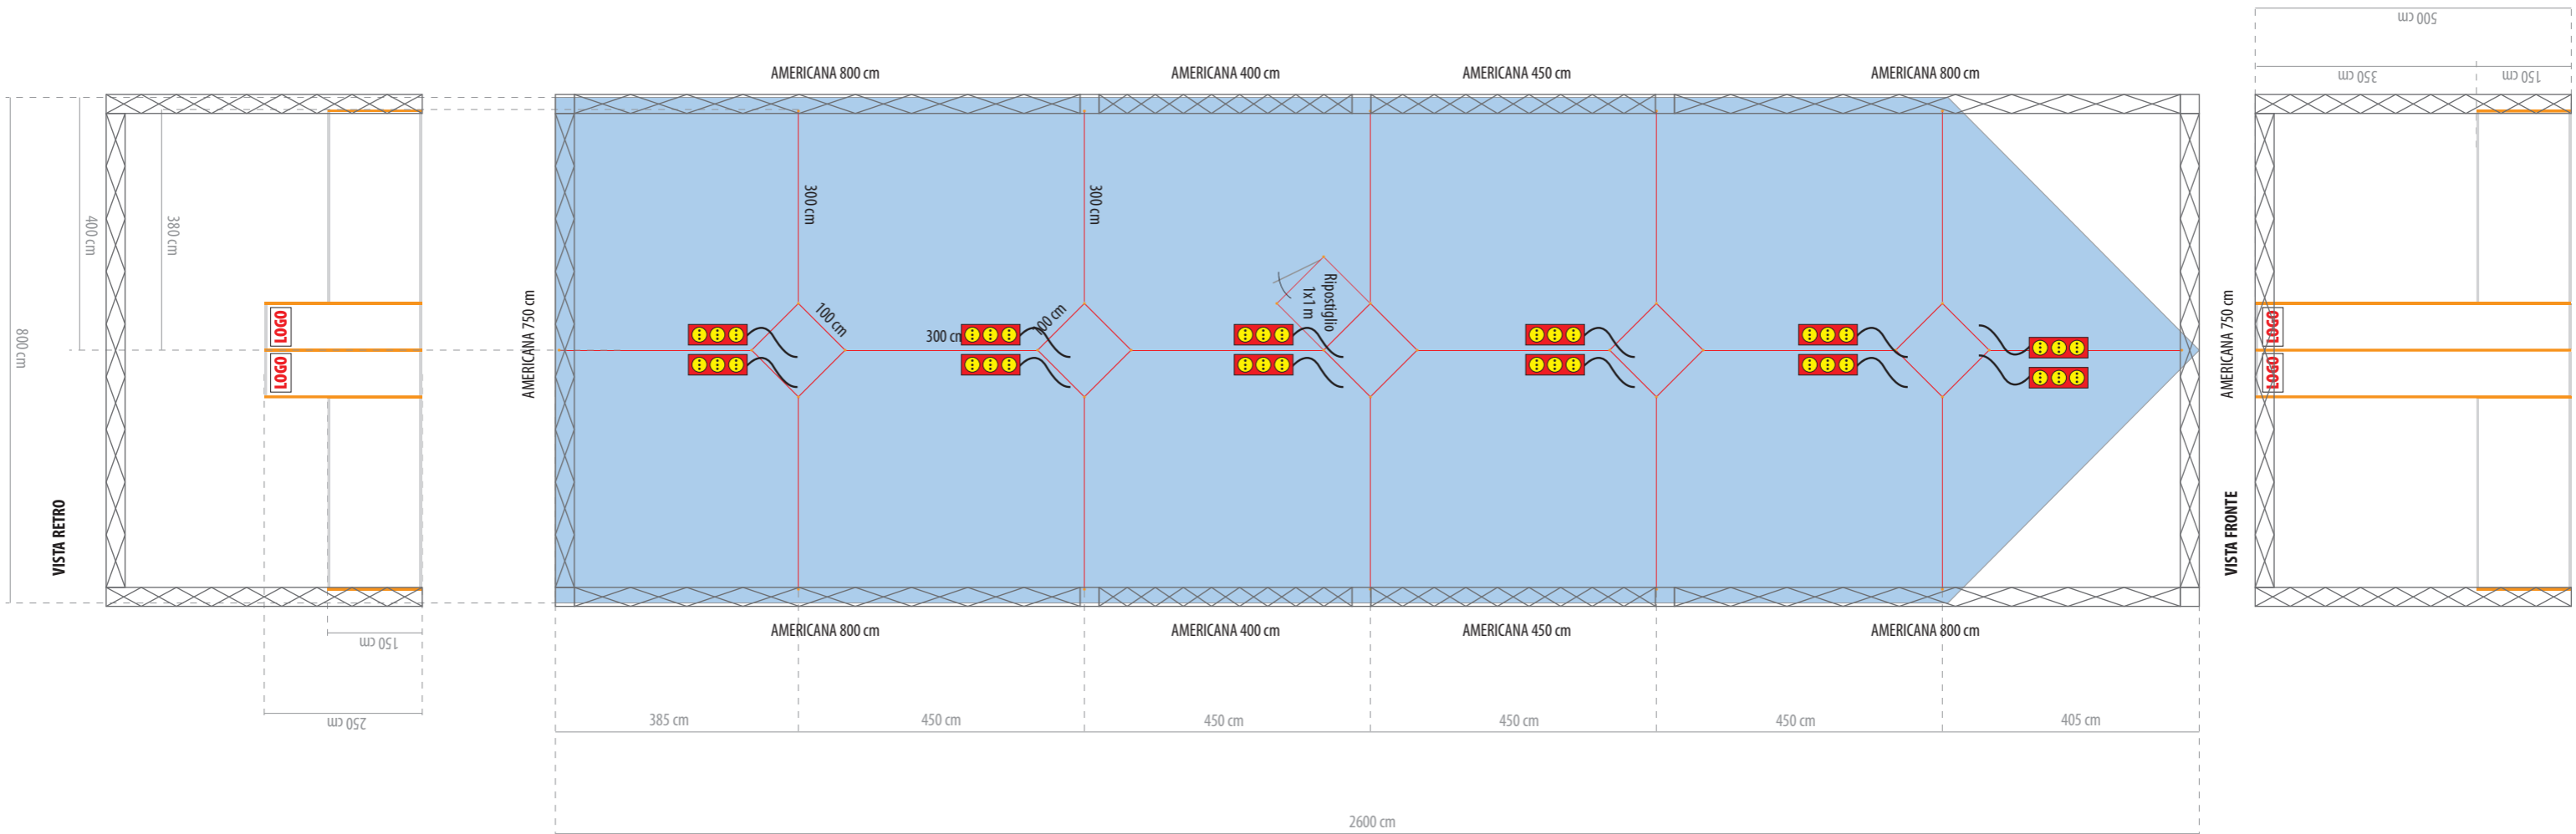 500 cm
350 cm
150 cm
AMERICANA 800 cm
AMERICANA 400 cm
AMERICANA 450 cm
AMERICANA 800 cm
800 cm
400 cm
380 cm
VISTA RETRO
LOGO
LOGO
150 cm
250 cm
AMERICANA 750 cm
300 cm
300 cm
100 cm
300 cm
Ripostiglio
1x1 m
AMERICANA 750 cm
VISTA FRONTE
LOGO
LOGO
AMERICANA 800 cm
AMERICANA 400 cm
AMERICANA 450 cm
AMERICANA 800 cm
385 cm
450 cm
450 cm
450 cm
450 cm
405 cm
2600 cm